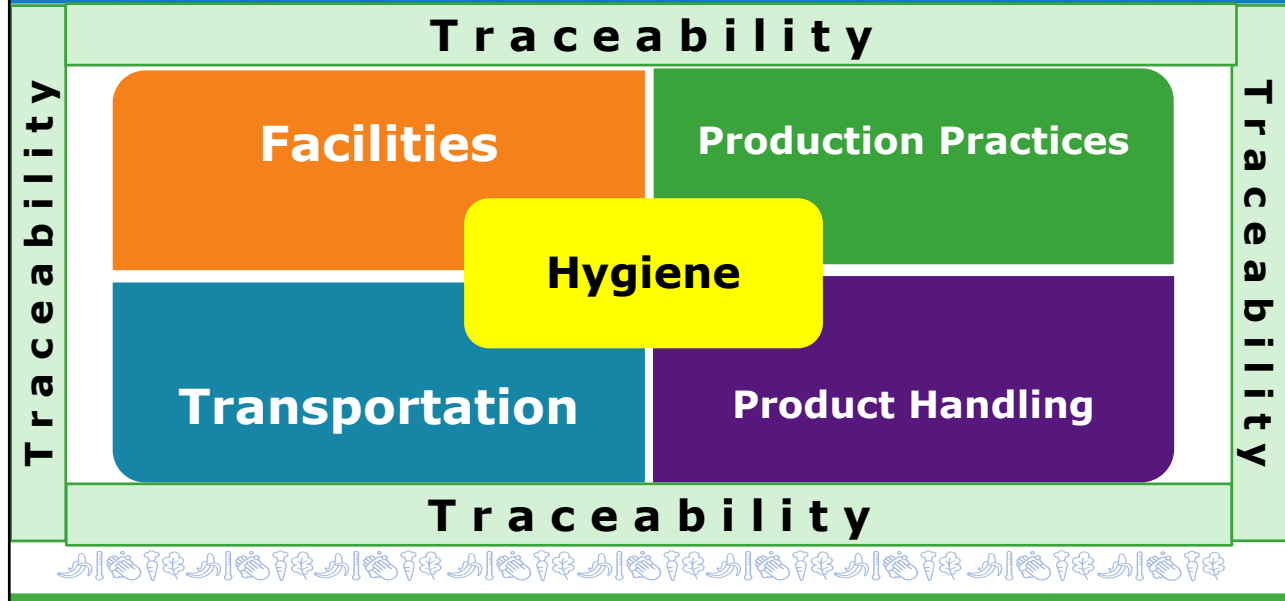 Traceability
Traceability
Facilities
Production Practices
Traceability
Hygiene
Transportation
Product Handling
Traceability